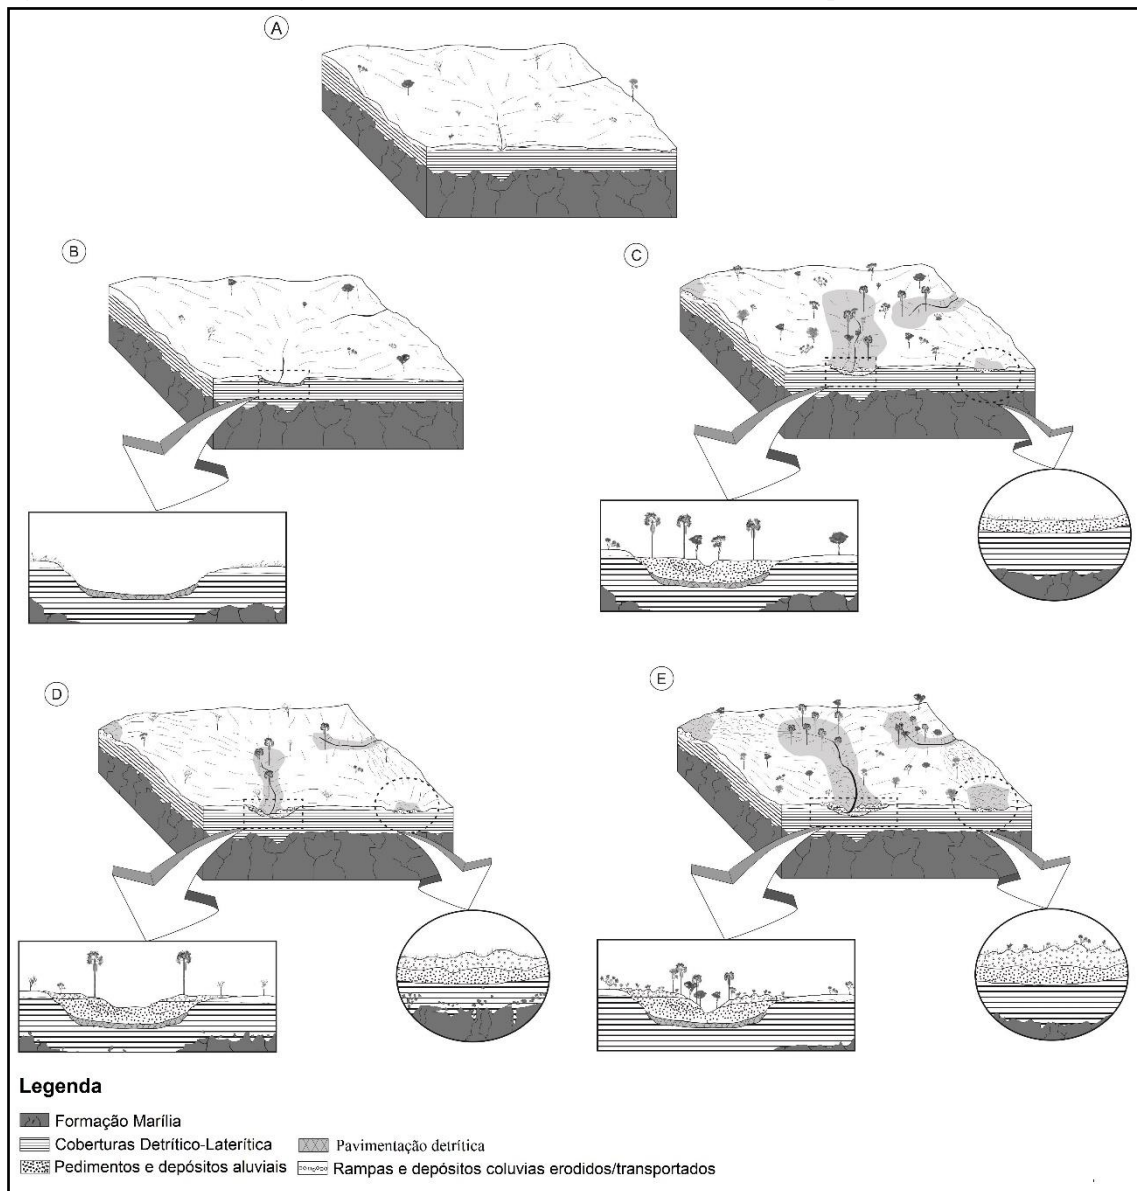 A
B
C
D
E
Legenda
Formação Marília
Coberturas Detrítico-Laterítica
Pavimentação detrítica
Pedimentos e depósitos aluviais
Rampas e depósitos coluvias erodidos/transportados